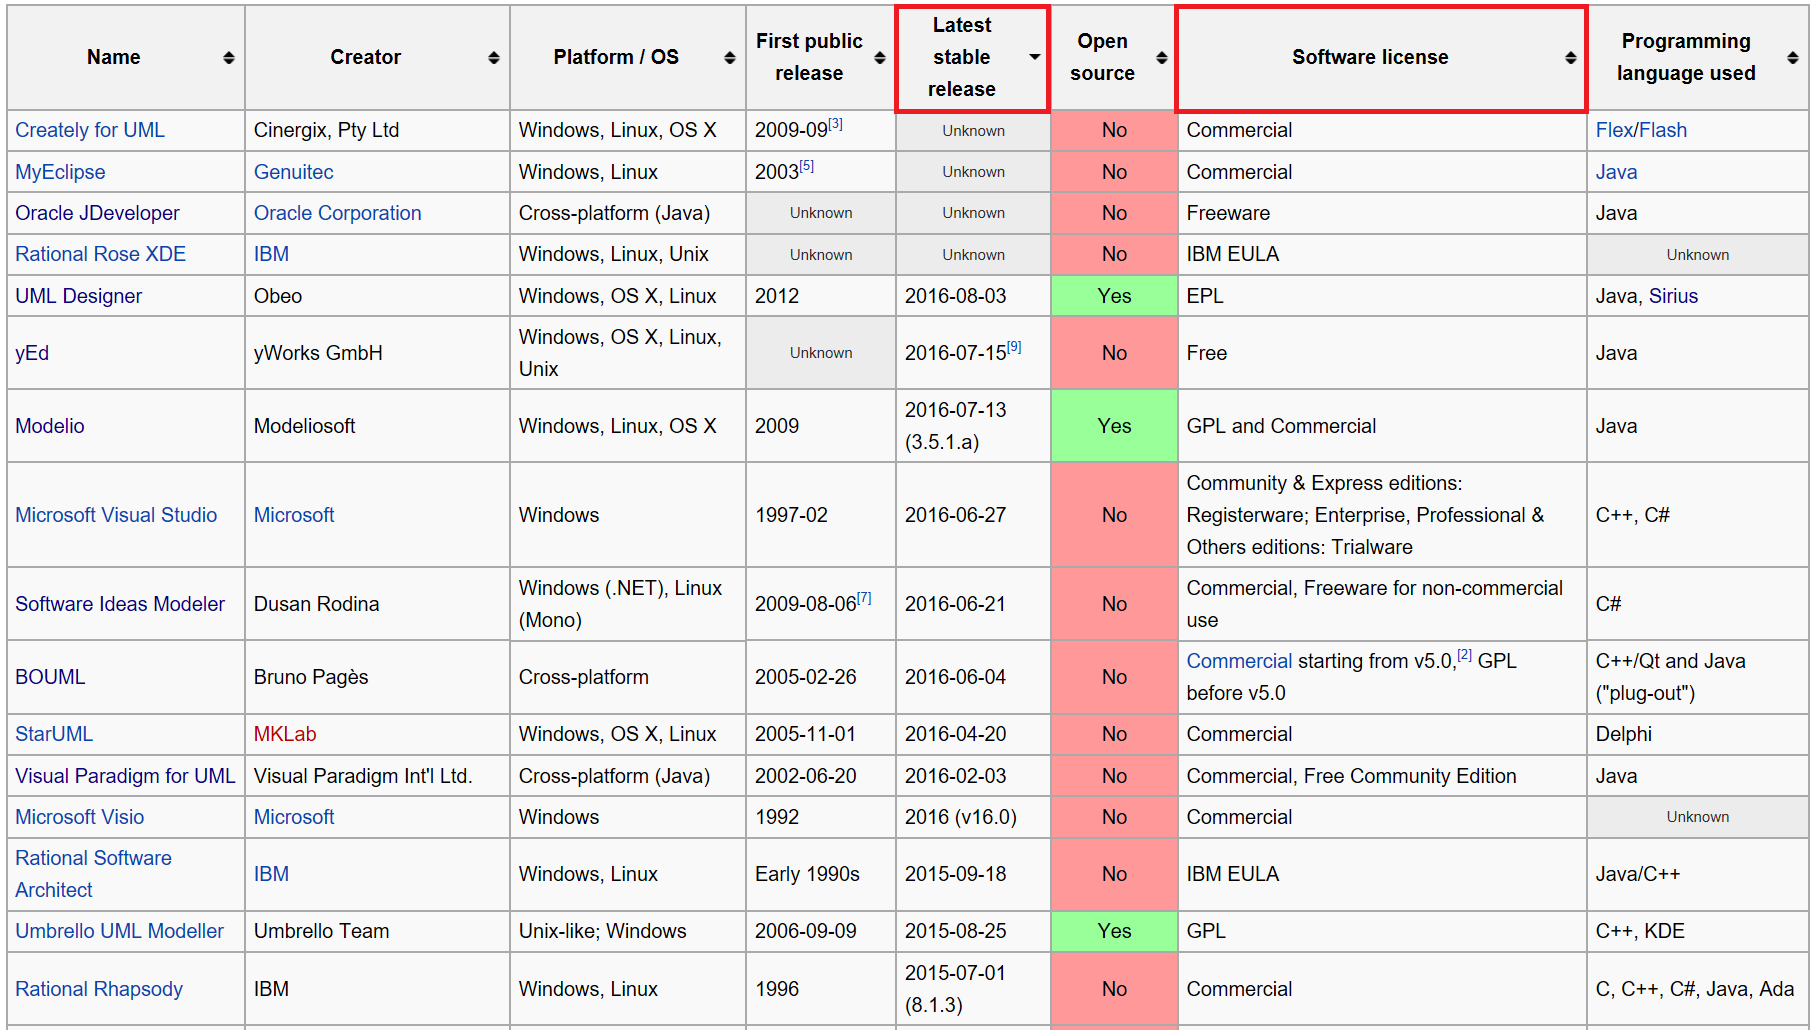 Name Creator Platform / OS First public release Latest stable release Open source Software license Programming language used
Creately for UML Cinergix, Pty Ltd Windows, Linux, OS X 2009-09[3] Unknown No Commercial Flex/Flash
MyEclipse Genuitec Windows, Linux 2003[5] Unknown No Commercial Java
Oracle JDeveloper Oracle Corporation Cross-platform (Java) Unknown Unknown No Freeware Java
Rational Rose XDE IBM Windows, Linux, Unix Unknown Unknown No IBM EULA Unknown
UML Designer Obeo Windows, OS X, Linux 2012 2016-08-03 Yes EPL Java, Sirius
yEd yWorks GmbH Windows, OS X, Linux, Unix Unknown 2016-07-15[9] No Free Java
Modelio Modeliosoft Windows, Linux, OS X 2009 2016-07-13 (3.5.1.a) Yes GPL and Commercial Java
Microsoft Visual Studio Microsoft Windows 1997-02 2016-06-27 No Community & Express editions: Registerware; Enterprise, Professional & Others editions: Trialware C++, C#
Software Ideas Modeler Dusan Rodina Windows (.NET), Linux (Mono) 2009-08-06[7] 2016-06-21 No Commercial, Freeware for non-commercial use C#
BOUML Bruno Pagès Cross-platform 2005-02-26 2016-06-04 No Commercial starting from v5.0,[2] GPL before v5.0 C++/Qt and Java ("plug-out")
StarUML MKLab Windows, OS X, Linux 2005-11-01 2016-04-20 No Commercial Delphi
Visual Paradigm for UML Visual Paradigm Int'l Ltd. Cross-platform (Java) 2002-06-20 2016-02-03 No Commercial, Free Community Edition Java
Microsoft Visio Microsoft Windows 1992 2016 (v16.0) No Commercial Unknown
Rational Software Architect IBM Windows, Linux Early 1990s 2015-09-18 No IBM EULA Java/C++
Umbrello UML Modeller Umbrello Team Unix-like; Windows 2006-09-09 2015-08-25 Yes GPL C++, KDE
Rational Rhapsody IBM Windows, Linux 1996 2015-07-01 (8.1.3) No Commercial C, C++, C#, Java, Ada